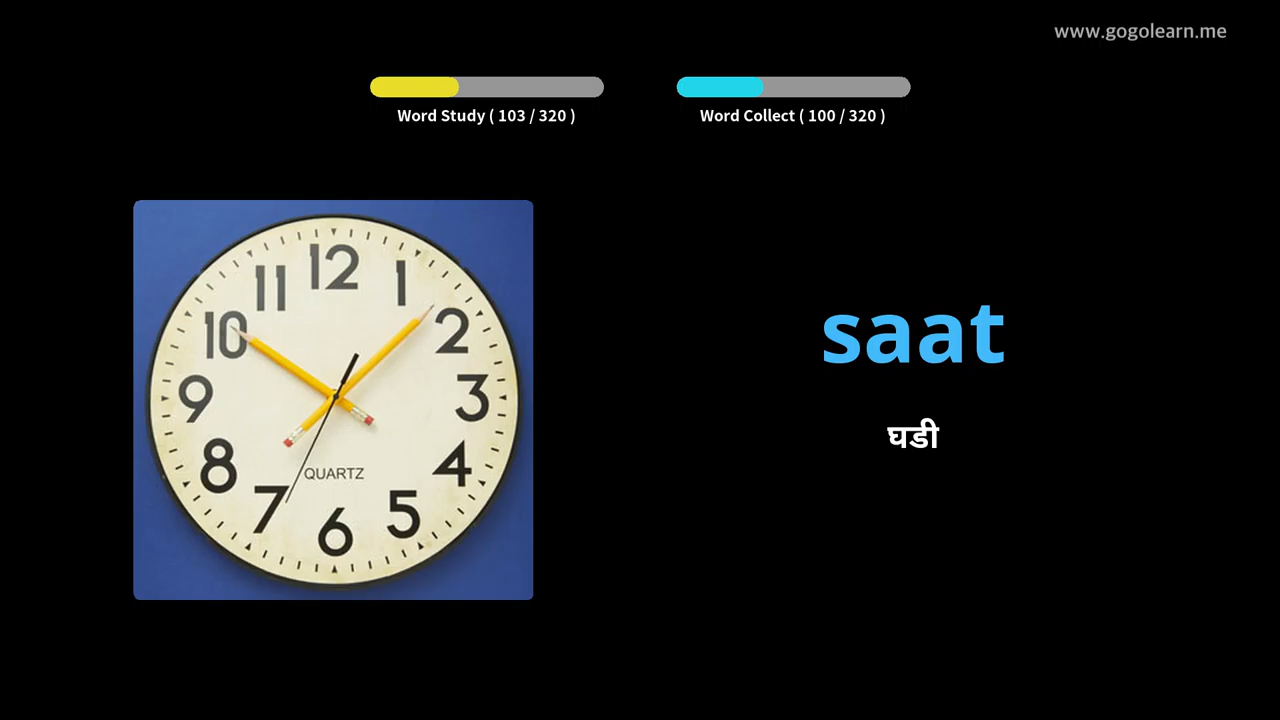 www.gogolearn.me
Word Study ( 103 / 320 )
Word Collect ( 100 / 320 )
12
11
1
10
2
9
3
8
4
QUARTZ
7
5
6
saat
घडी